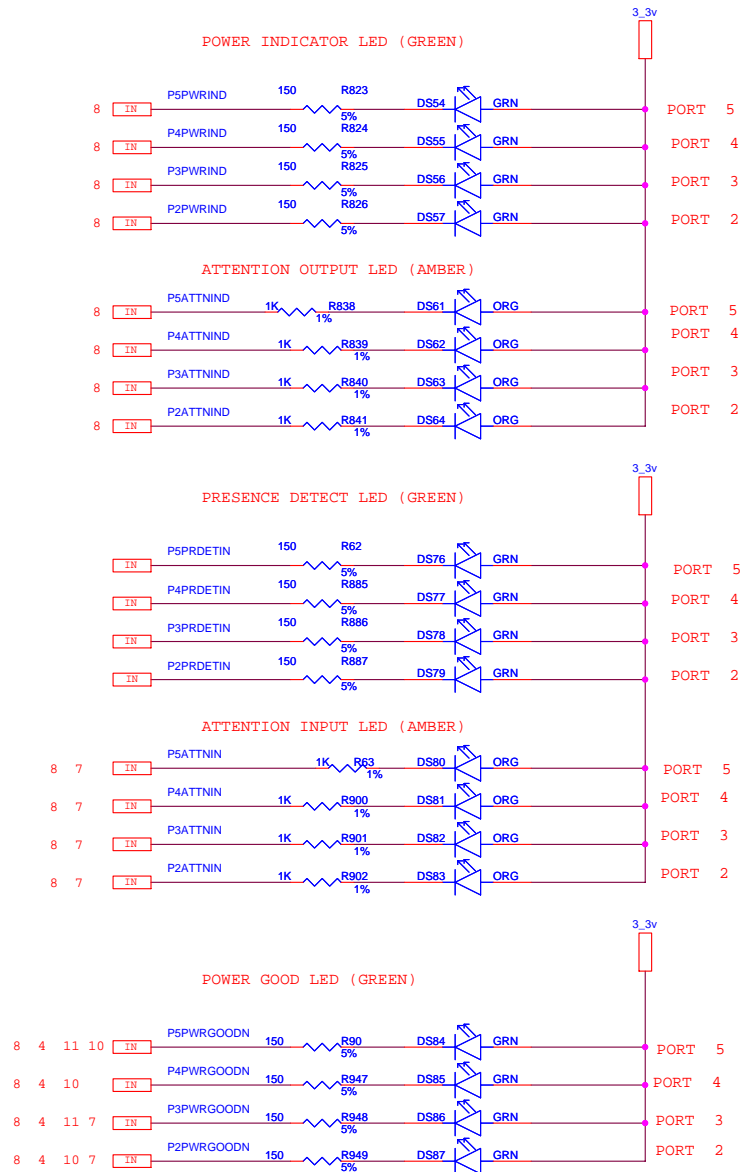 3_3v
POWER INDICATOR LED (GREEN)
8 IN P5PWRIND 150 R823 5% DS54 GRN PORT 5
8 IN P4PWRIND 150 R824 5% DS55 GRN PORT 4
8 IN P3PWRIND 150 R825 5% DS56 GRN PORT 3
8 IN P2PWRIND 150 R826 5% DS57 GRN PORT 2
ATTENTION OUTPUT LED (AMBER)
8 IN P5ATTNIND 1K R838 1% DS61 ORG PORT 5
8 IN P4ATTNIND 1K R839 1% DS62 ORG PORT 4
8 IN P3ATTNIND 1K R840 1% DS63 ORG PORT 3
8 IN P2ATTNIND 1K R841 1% DS64 ORG PORT 2
3_3v
PRESENCE DETECT LED (GREEN)
IN P5PRDETIN 150 R62 5% DS76 GRN PORT 5
IN P4PRDETIN 150 R885 5% DS77 GRN PORT 4
IN P3PRDETIN 150 R886 5% DS78 GRN PORT 3
IN P2PRDETIN 150 R887 5% DS79 GRN PORT 2
ATTENTION INPUT LED (AMBER)
8 7 IN P5ATTNIN 1K R63 1% DS80 ORG PORT 5
8 7 IN P4ATTNIN 1K R900 1% DS81 ORG PORT 4
8 7 IN P3ATTNIN 1K R901 1% DS82 ORG PORT 3
8 7 IN P2ATTNIN 1K R902 1% DS83 ORG PORT 2
3_3v
POWER GOOD LED (GREEN)
8 4 11 10 IN P5PWRGOODN 150 R90 5% DS84 GRN PORT 5
8 4 10 IN P4PWRGOODN 150 R947 5% DS85 GRN PORT 4
8 4 11 7 IN P3PWRGOODN 150 R948 5% DS86 GRN PORT 3
8 4 10 7 IN P2PWRGOODN 150 R949 5% DS87 GRN PORT 2